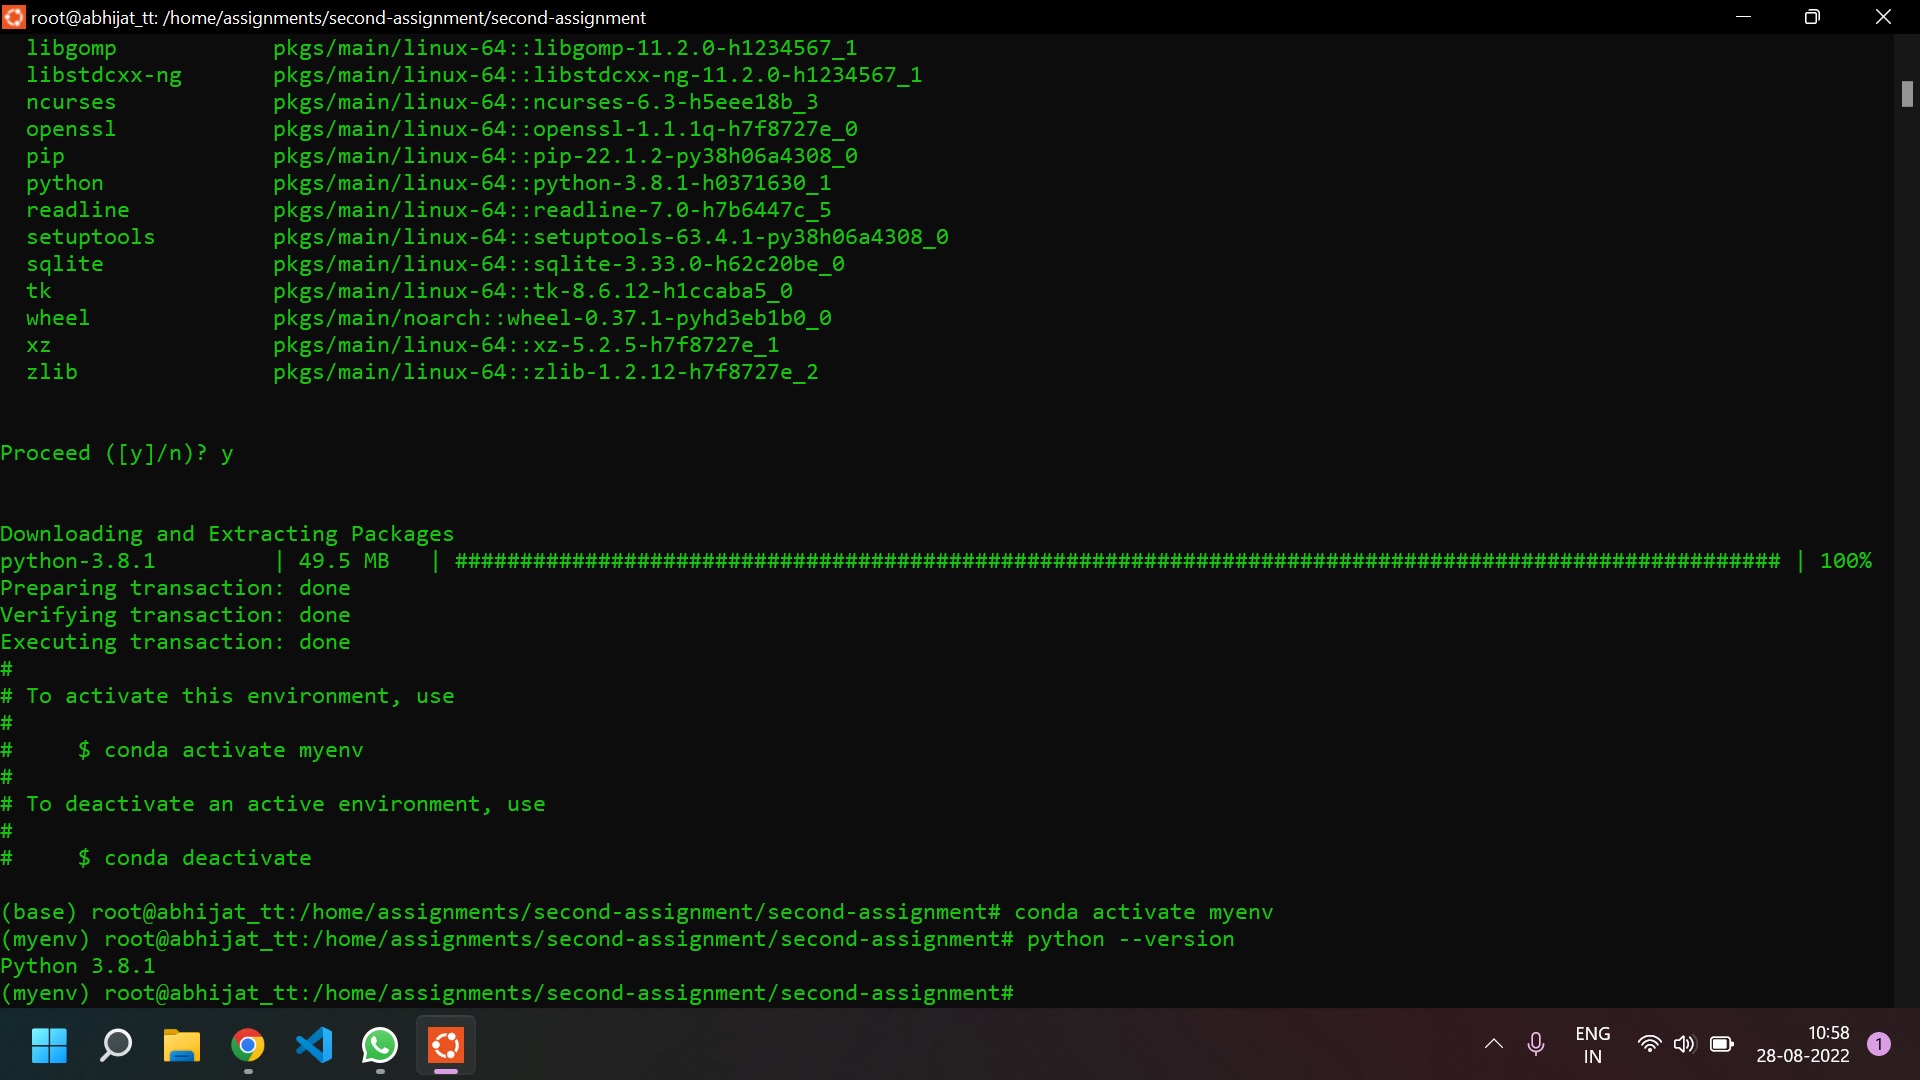 root@abhijat_tt: /home/assignments/second-assignment/second-assignment
libgomp            pkgs/main/linux-64::libgomp-11.2.0-h1234567_1
libstdcxx-ng       pkgs/main/linux-64::libstdcxx-ng-11.2.0-h1234567_1
ncurses            pkgs/main/linux-64::ncurses-6.3-h5eee18b_3
openssl            pkgs/main/linux-64::openssl-1.1.1q-h7f8727e_0
pip                pkgs/main/linux-64::pip-22.1.2-py38h06a4308_0
python             pkgs/main/linux-64::python-3.8.1-h0371630_1
readline           pkgs/main/linux-64::readline-7.0-h7b6447c_5
setuptools         pkgs/main/linux-64::setuptools-63.4.1-py38h06a4308_0
sqlite             pkgs/main/linux-64::sqlite-3.33.0-h62c20be_0
tk                 pkgs/main/linux-64::tk-8.6.12-h1ccaba5_0
wheel              pkgs/main/noarch::wheel-0.37.1-pyhd3eb1b0_0
xz                 pkgs/main/linux-64::xz-5.2.5-h7f8727e_1
zlib               pkgs/main/linux-64::zlib-1.2.12-h7f8727e_2
Proceed ([y]/n)? y
Downloading and Extracting Packages
python-3.8.1         | 49.5 MB   | ###################################################################################################### | 100%
Preparing transaction: done
Verifying transaction: done
Executing transaction: done
#
# To activate this environment, use
#
#     $ conda activate myenv
#
# To deactivate an active environment, use
#
#     $ conda deactivate
(base) root@abhijat_tt:/home/assignments/second-assignment/second-assignment# conda activate myenv
(myenv) root@abhijat_tt:/home/assignments/second-assignment/second-assignment# python --version
Python 3.8.1
(myenv) root@abhijat_tt:/home/assignments/second-assignment/second-assignment#
ENG
IN
10:58
28-08-2022
1